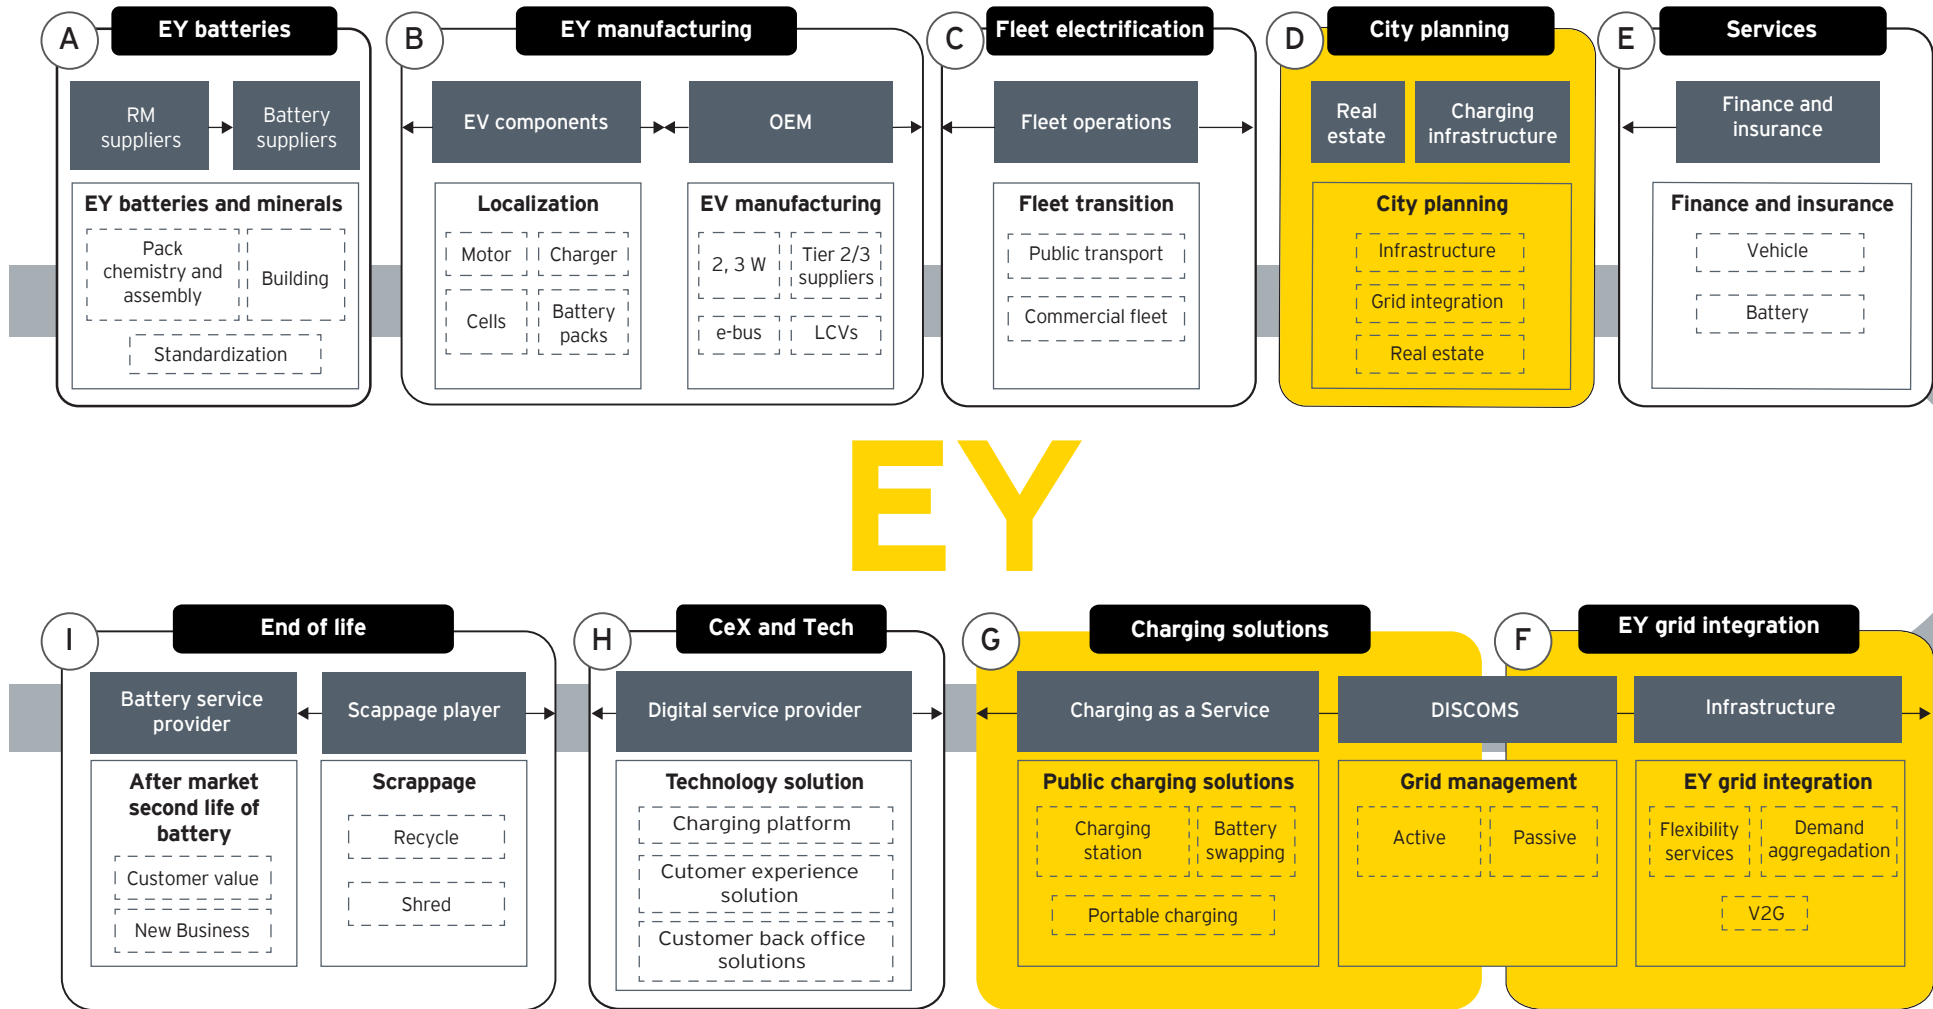 A
EY batteries
RM
suppliers
Battery
suppliers
EY batteries and minerals
Pack
chemistry and
assembly
Building
Standardization
B
EY manufacturing
EV components
OEM
Localization
Motor
Charger
Cells
Battery
packs
EV manufacturing
2, 3 W
Tier 2/3
suppliers
e-bus
LCVs
C
Fleet electrification
Fleet operations
Fleet transition
Public transport
Commercial fleet
D
City planning
Real
estate
Charging
infrastructure
City planning
Infrastructure
Grid integration
Real estate
E
Services
Finance and
insurance
Finance and insurance
Vehicle
Battery
EY
I
End of life
Battery service
provider
Scappage player
After market
second life of
battery
Customer value
New Business
Scrappage
Recycle
Shred
H
CeX and Tech
Digital service provider
Technology solution
Charging platform
Cutomer experience
solution
Customer back office
solutions
G
Charging solutions
Charging as a Service
DISCOMS
Public charging solutions
Charging
station
Battery
swapping
Portable charging
Grid management
Active
Passive
F
EY grid integration
Infrastructure
EY grid integration
Flexibility
services
Demand
aggregadation
V2G